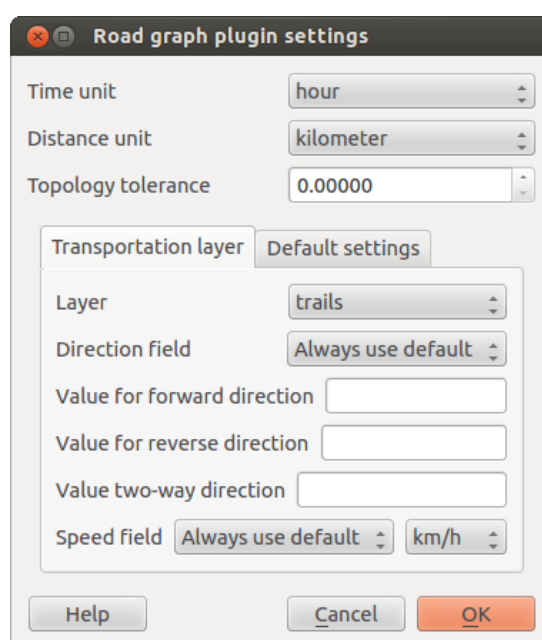 Road graph plugin settings
Time unit hour
Distance unit kilometer
Topology tolerance 0.00000
Transportation layer Default settings
Layer trails
Direction field Always use default
Value for forward direction
Value for reverse direction
Value two-way direction
Speed field Always use default km/h
Help Cancel OK